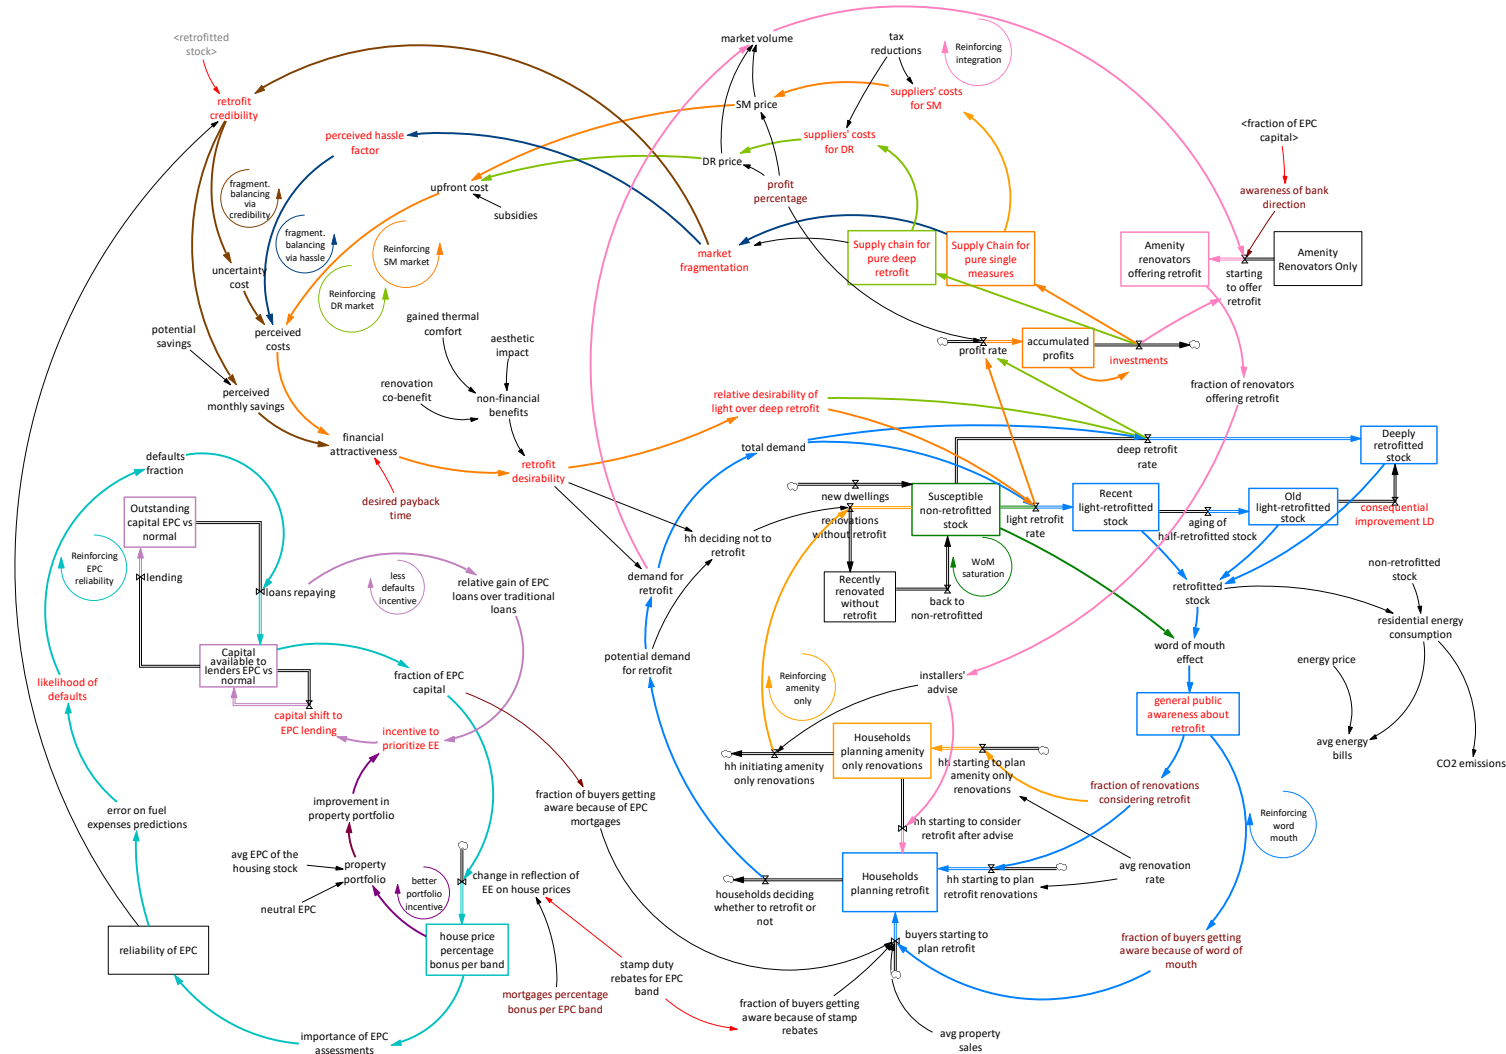 <retrofitted
stock>
market volume
tax
reductions
Reinforcing
integration
retrofit
credibility
suppliers' costs
for SM
SM price
perceived hassle
factor
suppliers' costs
for DR
<fraction of EPC
capital>
DR price
fragment.
balancing
via
credibility
upfront cost
profit
percentage
awareness of bank
direction
subsidies
fragment.
balancing
via hassle
Reinforcing
SM market
market
fragmentation
Supply chain for
pure deep
retrofit
Supply Chain for
pure single
measures
Amenity
renovators
offering retrofit
starting
to offer
retrofit
Amenity
Renovators Only
uncertainty
cost
Reinforcing
DR market
potential
savings
perceived
costs
gained thermal
comfort
aesthetic
impact
profit rate
accumulated
profits
investments
perceived
monthly savings
renovation
co-benefit
non-financial
benefits
relative desirability of
light over deep retrofit
fraction of renovators
offering retrofit
financial
attractiveness
total demand
deep retrofit
rate
Deeply
retrofitted
stock
defaults
fraction
retrofit
desirability
desired payback
time
Outstanding
capital EPC vs
normal
new dwellings
renovations
without retrofit
Susceptible
non-retrofitted
stock
light retrofit
rate
Recent
light-retrofitted
stock
aging of
half-retrofitted stock
Old
light-retrofitted
stock
consequential
improvement LD
hh deciding not to
retrofit
Reinforcing
EPC
reliability
lending
loans repaying
less
defaults
incentive
relative gain of EPC
loans over traditional
loans
demand for
retrofit
Recently
renovated
without
retrofit
WoM
saturation
back to
non-retrofitted
retrofitted
stock
non-retrofitted
stock
residential energy
consumption
Capital
available to
lenders EPC vs
normal
potential demand
for retrofit
word of mouth
effect
energy price
likelihood of
defaults
fraction of EPC
capital
Reinforcing
amenity
only
installers'
advise
general public
awareness about
retrofit
capital shift to
EPC lending
incentive to
prioritize EE
Households
planning amenity
only renovations
hh initiating amenity
only renovations
hh starting to plan
amenity only
renovations
avg energy
bills
CO2 emissions
fraction of buyers getting
aware because of EPC
mortgages
fraction of renovations
considering retrofit
error on fuel
expenses predictions
improvement in
property portfolio
hh starting to consider
retrofit after advise
Reinforcing
word
mouth
avg EPC of the
housing stock
property
portfolio
neutral EPC
better
portfolio
incentive
change in reflection of
EE on house prices
Households
planning retrofit
hh starting to plan
retrofit renovations
avg renovation
rate
households deciding
whether to retrofit or
not
reliability of EPC
house price
percentage
bonus per band
buyers starting to
plan retrofit
fraction of buyers getting
aware because of word of
mouth
stamp duty
rebates for EPC
band
mortgages percentage
bonus per EPC band
fraction of buyers getting
aware because of stamp
rebates
avg property
sales
importance of EPC
assessments